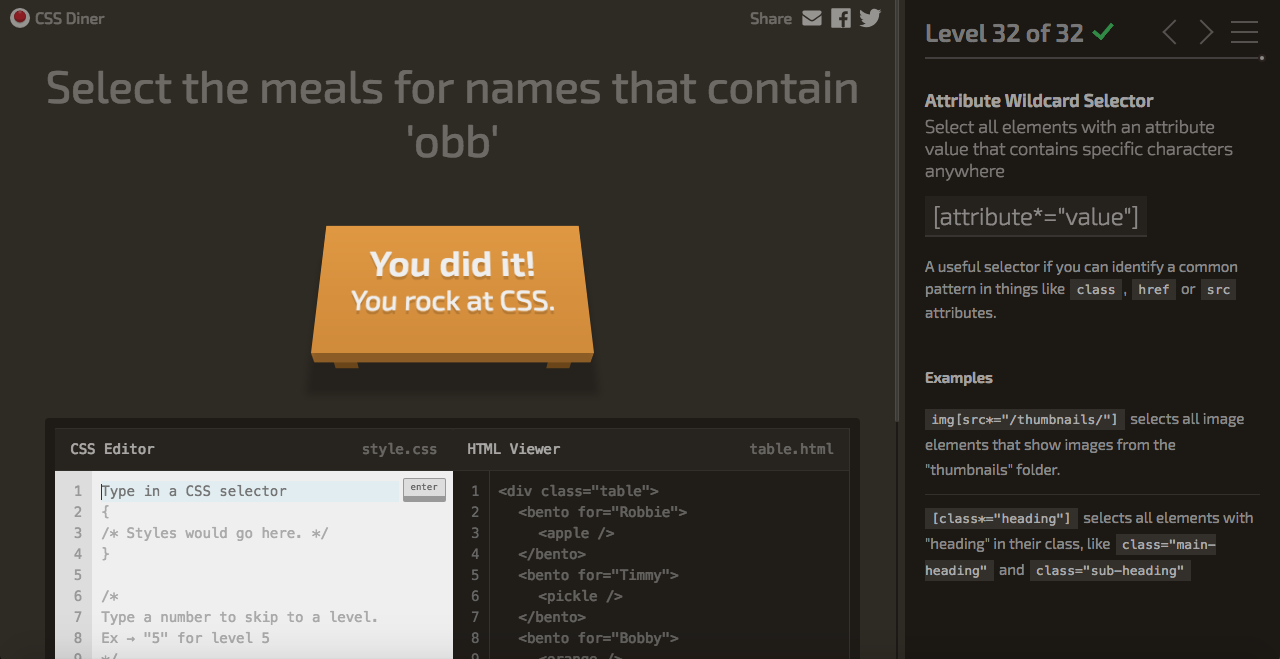 CSS Diner
Share
Select the meals for names that contain
'obb'
You did it!
You rock at CSS.
CSS Editor
style.css
HTML Viewer
table.html
1 Type in a CSS selector
enter
2 {
3 /* Styles would go here. */
4 }
5
6 /*
7 Type a number to skip to a level.
8 Ex → "5" for level 5
9 */
1 <div class="table">
2 <bento for="Robbie">
3 <apple />
4 </bento>
5 <bento for="Timmy">
6 <pickle />
7 </bento>
8 <bento for="Bobby">
9 <orange />
Level 32 of 32
Attribute Wildcard Selector
Select all elements with an attribute
value that contains specific characters
anywhere
[attribute*="value"]
A useful selector if you can identify a common
pattern in things like class, href or src
attributes.
Examples
img[src*="/thumbnails/"] selects all image
elements that show images from the
"thumbnails" folder.
[class*="heading"] selects all elements with
"heading" in their class, like class="main-
heading" and class="sub-heading"